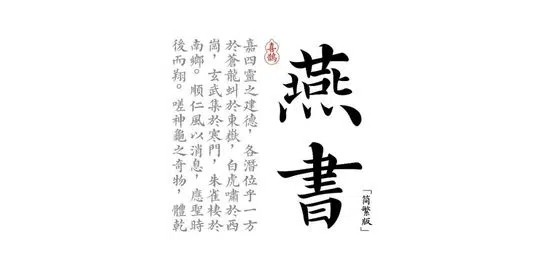 燕書
「简繁版」
喜鹊
嘉四靈之建德，各潛位乎一方
於蒼龍虬於東嶽，白虎嘯於西
崗，玄武集於寒門，朱雀棲於
南鄉。順仁風以消息，應聖時
後而翔。嗟神龜之奇物，體乾